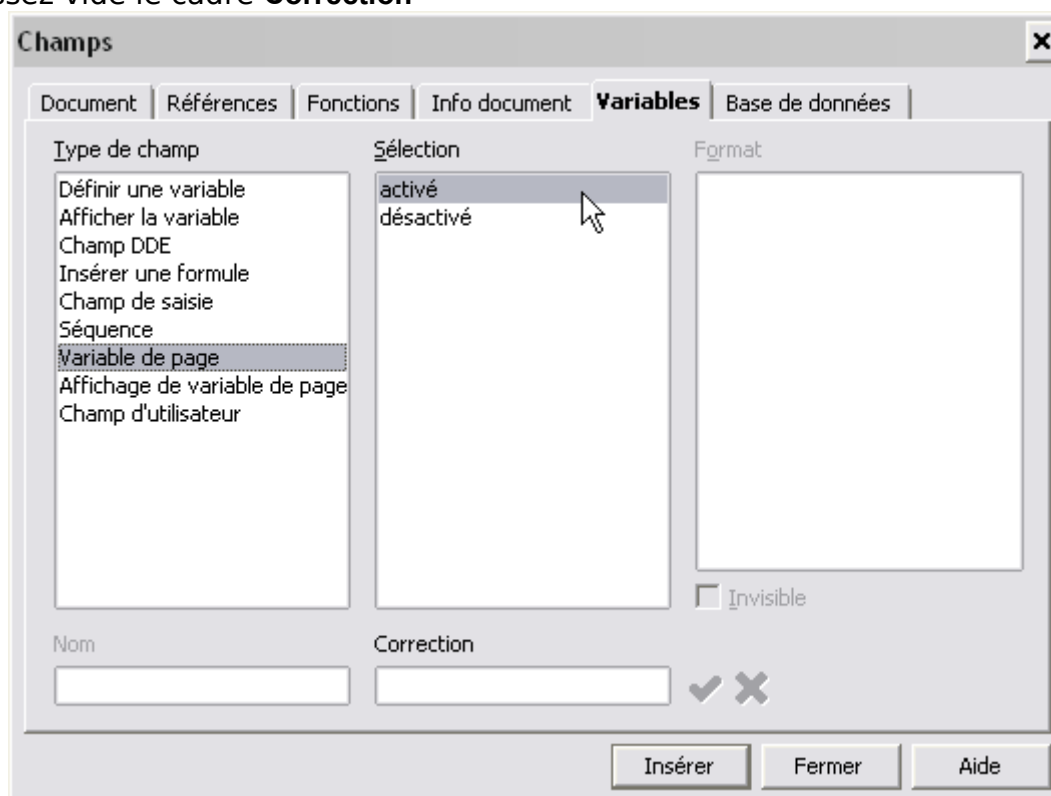 ssez vide le cadre Correction
Champs
Document Références Fonctions Info document Variables Base de données
Type de champ Sélection Format
Définir une variable
Afficher la variable
Champ DDE
Insérer une formule
Champ de saisie
Séquence
Variable de page
Affichage de variable de page
Champ d'utilisateur
activé
désactivé
Invisible
Nom Correction
Insérer Fermer Aide